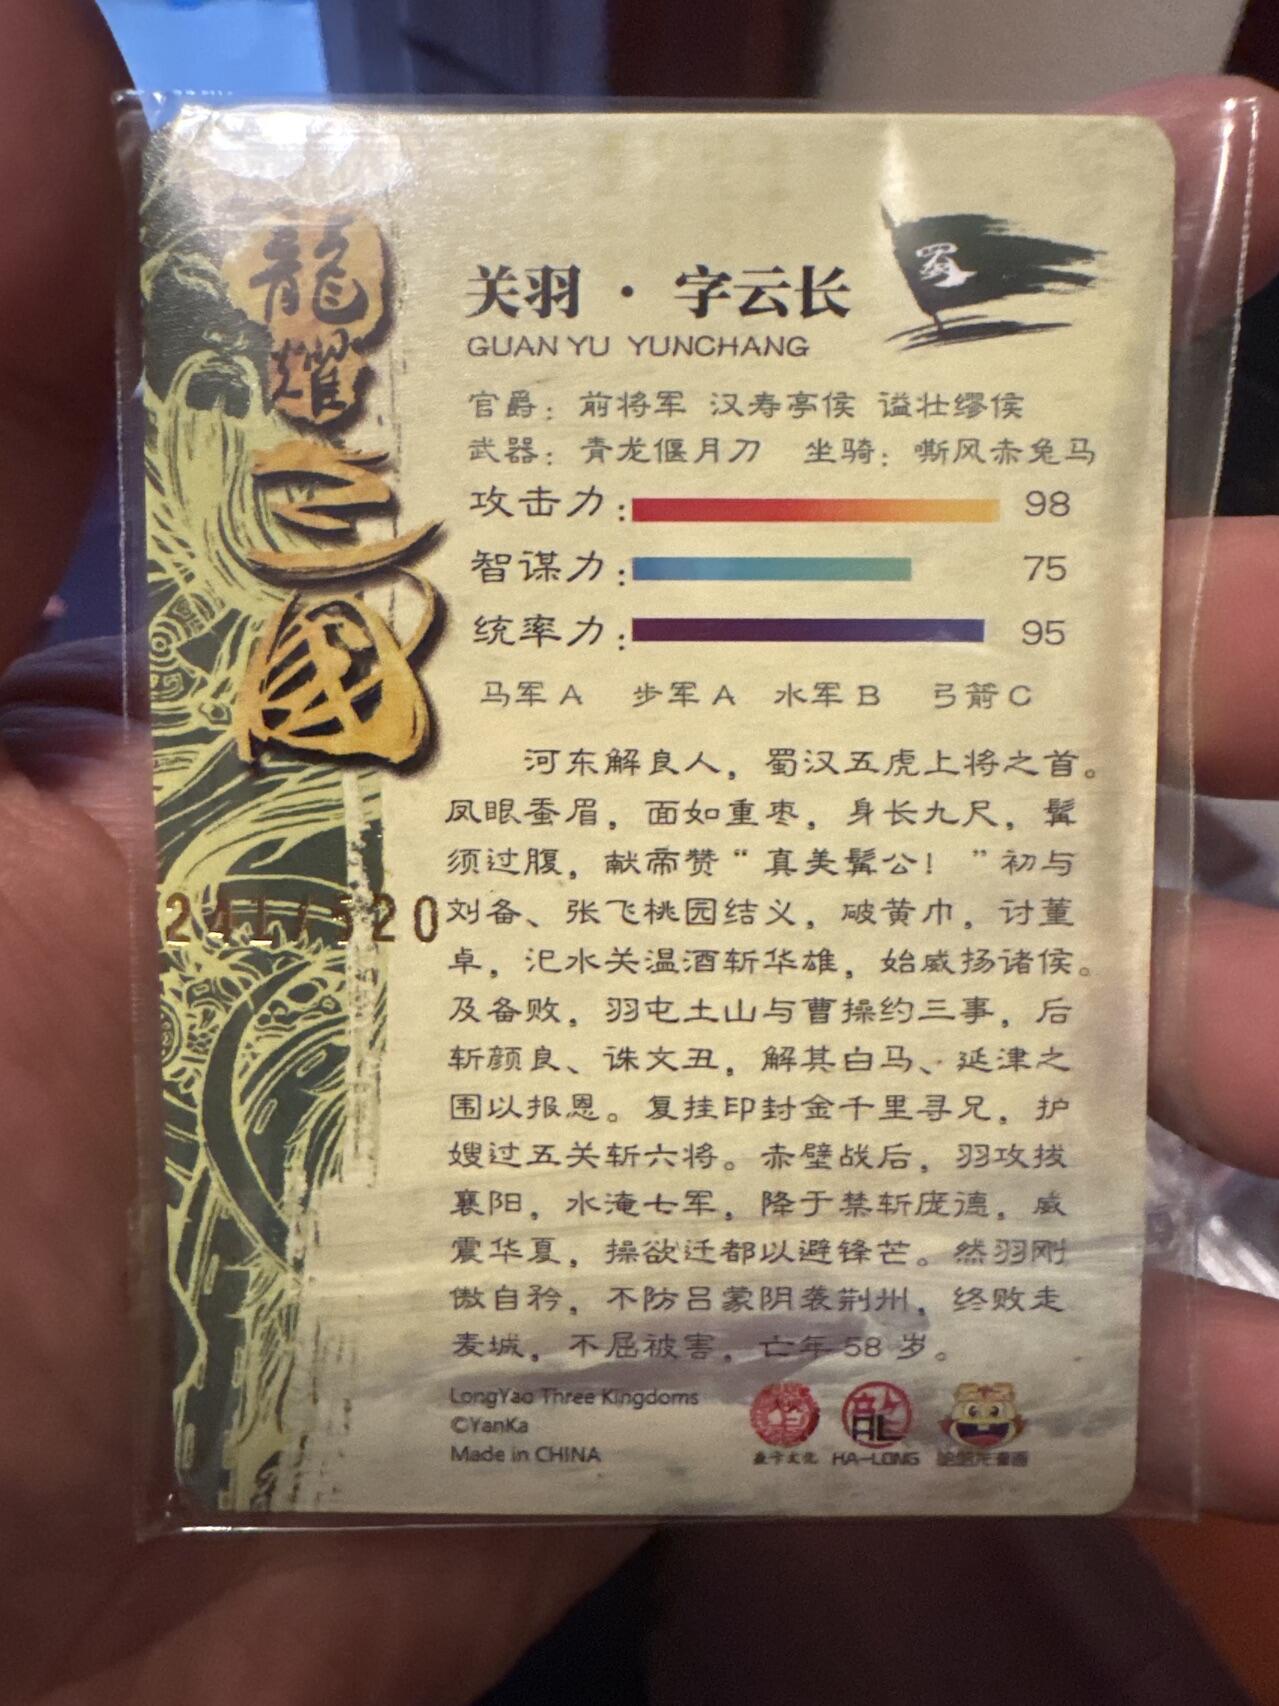 龍
耀
三
國
关羽 · 字云长
GUAN YU YUNCHANG
蜀
官爵：前将军 汉寿亭侯 谥壮缪侯
武器：青龙偃月刀 坐骑：嘶风赤兔马
攻击力： 98
智谋力： 75
统率力： 95
马军A 步军A 水军B 弓箭C
河东解良人，蜀汉五虎上将之首。
凤眼蚕眉，面如重枣，身长九尺，髯
须过腹，献帝赞“真美髯公！”初与
241/520
刘备、张飞桃园结义，破黄巾，讨董
卓，汜水关温酒斩华雄，始威扬诸侯。
及备败，羽屯土山与曹操约三事，后
斩颜良、诛文丑，解其白马、延津之
围以报恩。复挂印封金千里寻兄，护
嫂过五关斩六将。赤壁战后，羽攻拔
襄阳，水淹七军，降于禁斩庞德，威
震华夏，操欲迁都以避锋芒。然羽刚
傲自矜，不防吕蒙阴袭荆州，终败走
麦城，不屈被害，亡年58岁。
LongYao Three Kingdoms
©YanKa
Made in CHINA
龍
HA-LONG